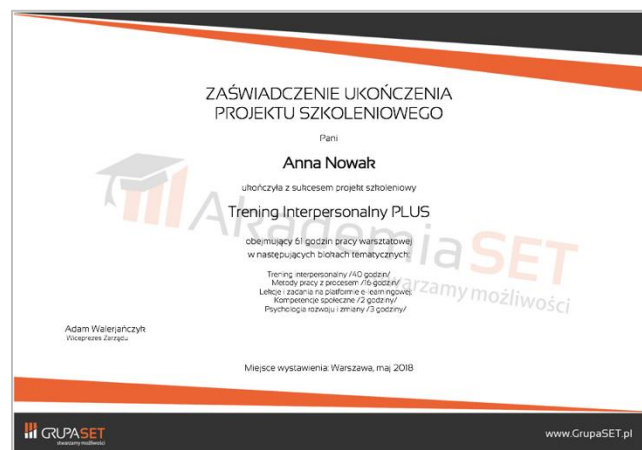 ZAŚWIADCZENIE UKOŃCZENIA
PROJEKTU SZKOLENIOWEGO
Pani
Anna Nowak
ukończyła z sukcesem projekt szkoleniowy
Trening Interpersonalny PLUS
obejmujący 61 godzin pracy warsztatowej
w następujących blokach tematycznych:
Trening interpersonalny /40 godzin/
Metody pracy z procesem /16 godzin/
Lekcje i zadania na platformie e-learningowej:
Kompetencje społeczne /2 godziny/
Psychologia rozwoju i zmiany /3 godziny/
AkademiaSET
stwarzamy możliwości
Adam Walerjańczyk
Wiceprezes Zarządu
Miejsce wystawienia: Warszawa, maj 2018
GRUPASET
stwarzamy możliwości
www.GrupaSET.pl